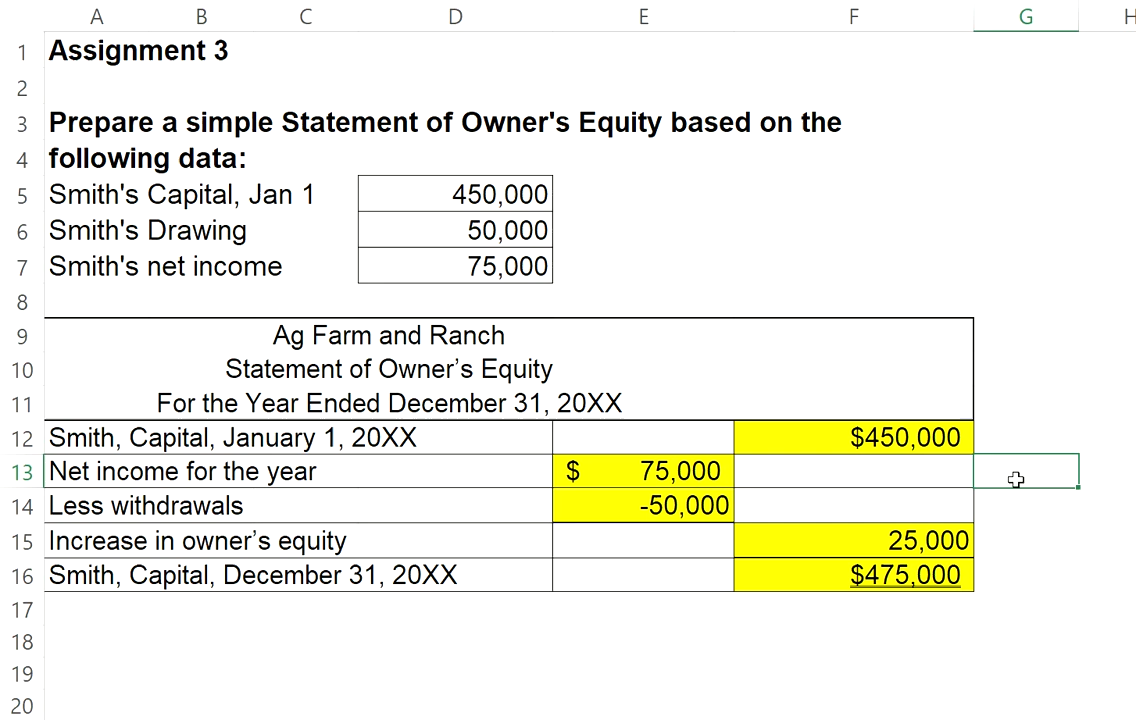 A B C D E F G H
1 Assignment 3
2
3 Prepare a simple Statement of Owner's Equity based on the
4 following data:
5 Smith's Capital, Jan 1 450,000
6 Smith's Drawing 50,000
7 Smith's net income 75,000
8
9 Ag Farm and Ranch
10 Statement of Owner’s Equity
11 For the Year Ended December 31, 20XX
12 Smith, Capital, January 1, 20XX $450,000
13 Net income for the year $ 75,000
14 Less withdrawals -50,000
15 Increase in owner’s equity 25,000
16 Smith, Capital, December 31, 20XX $475,000
17
18
19
20